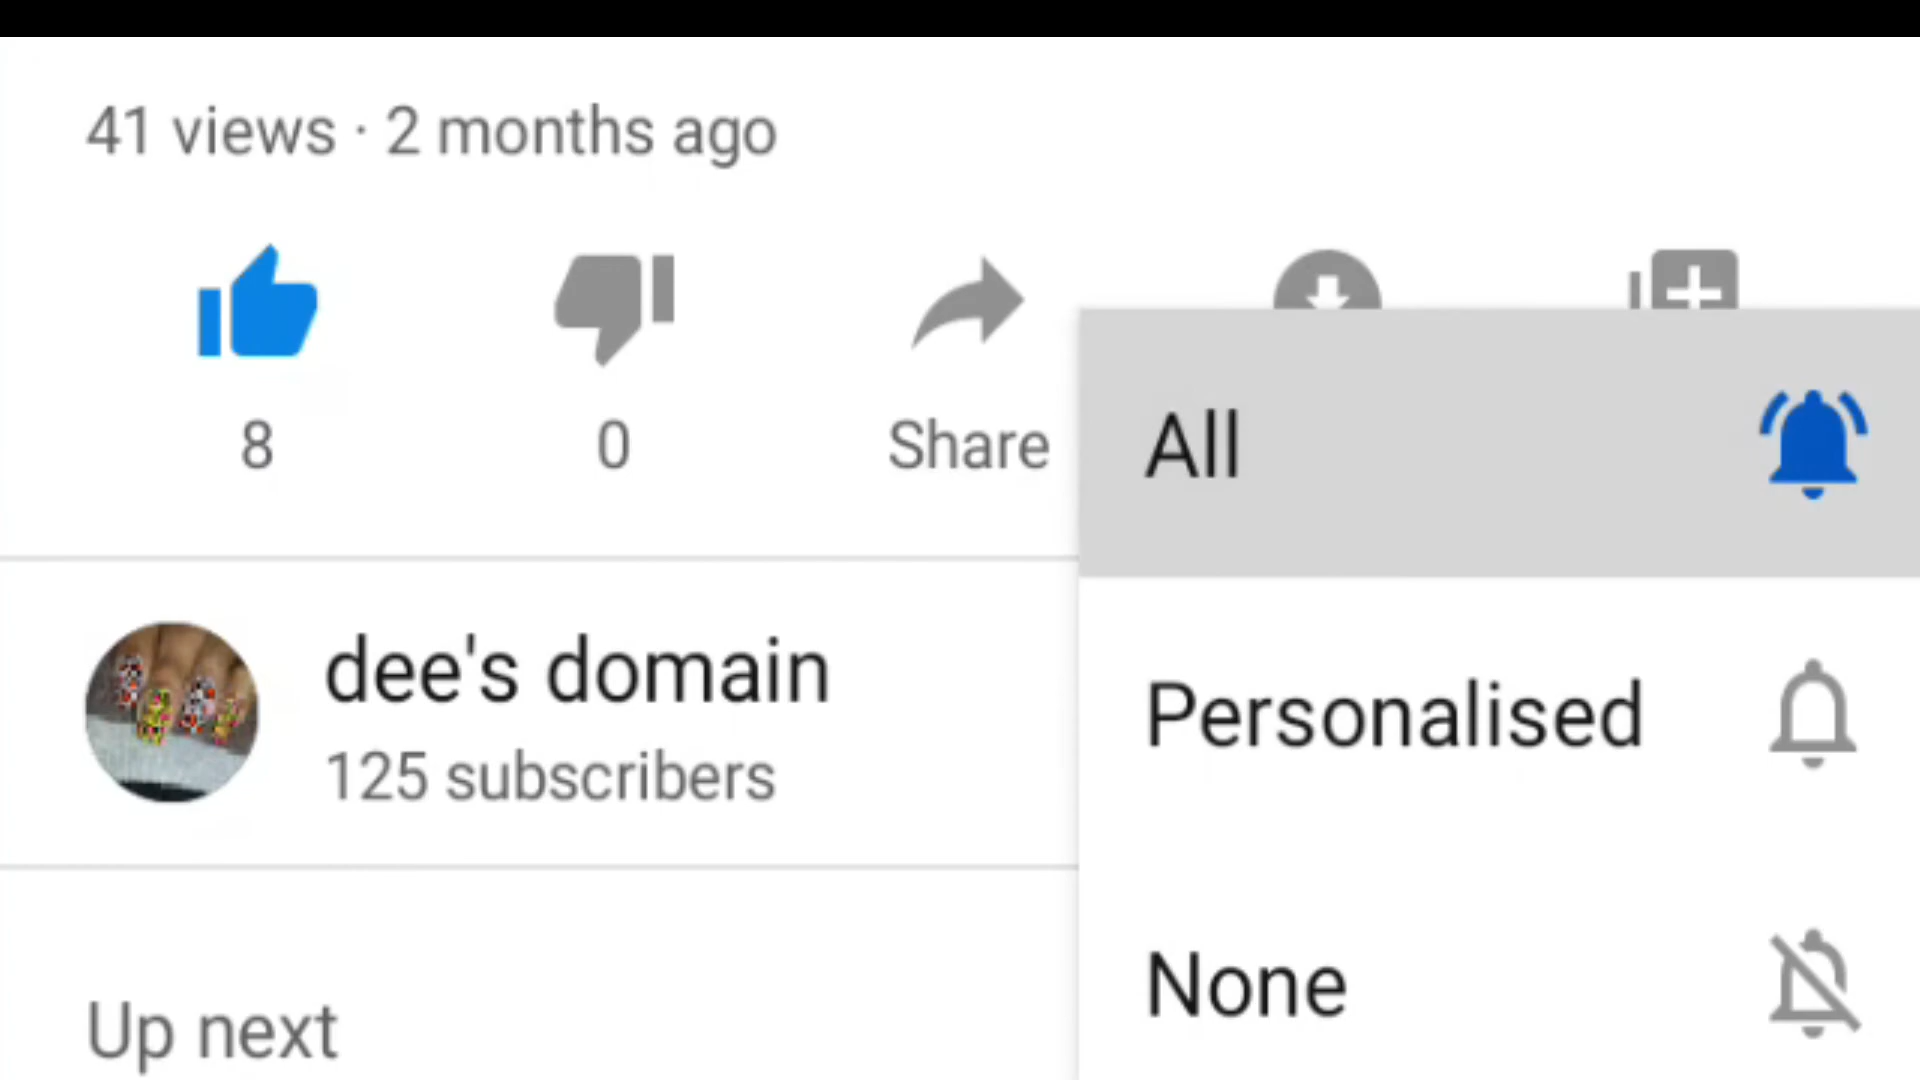 41 views · 2 months ago
8
0
Share
All
dee's domain
125 subscribers
Personalised
None
Up next